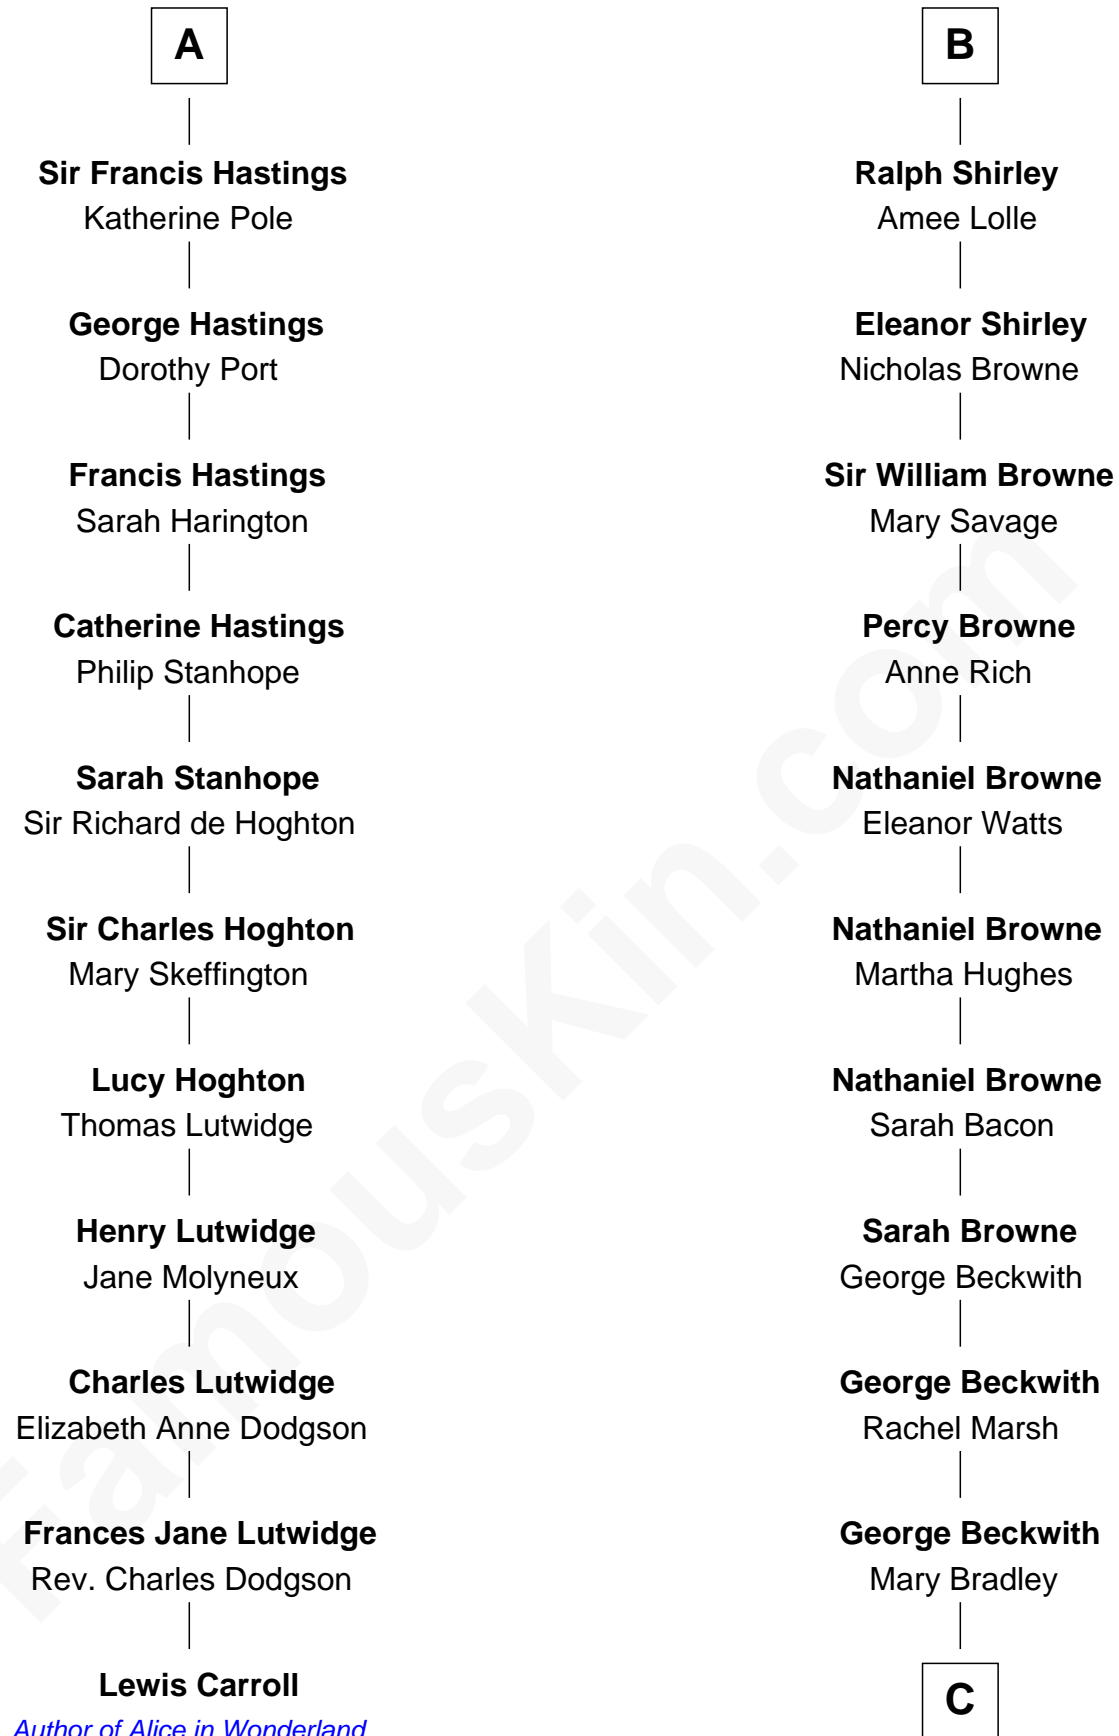 A
Sir Francis Hastings
Katherine Pole
George Hastings
Dorothy Port
Francis Hastings
Sarah Harington
Catherine Hastings
Philip Stanhope
Sarah Stanhope
Sir Richard de Hoghton
Sir Charles Hoghton
Mary Skeffington
Lucy Hoghton
Thomas Lutwidge
Henry Lutwidge
Jane Molyneux
Charles Lutwidge
Elizabeth Anne Dodgson
Frances Jane Lutwidge
Rev. Charles Dodgson
Lewis Carroll
Author of Alice in Wonderland
B
Ralph Shirley
Amee Lolle
Eleanor Shirley
Nicholas Browne
Sir William Browne
Mary Savage
Percy Browne
Anne Rich
Nathaniel Browne
Eleanor Watts
Nathaniel Browne
Martha Hughes
Nathaniel Browne
Sarah Bacon
Sarah Browne
George Beckwith
George Beckwith
Rachel Marsh
George Beckwith
Mary Bradley
C
FamousKin.com